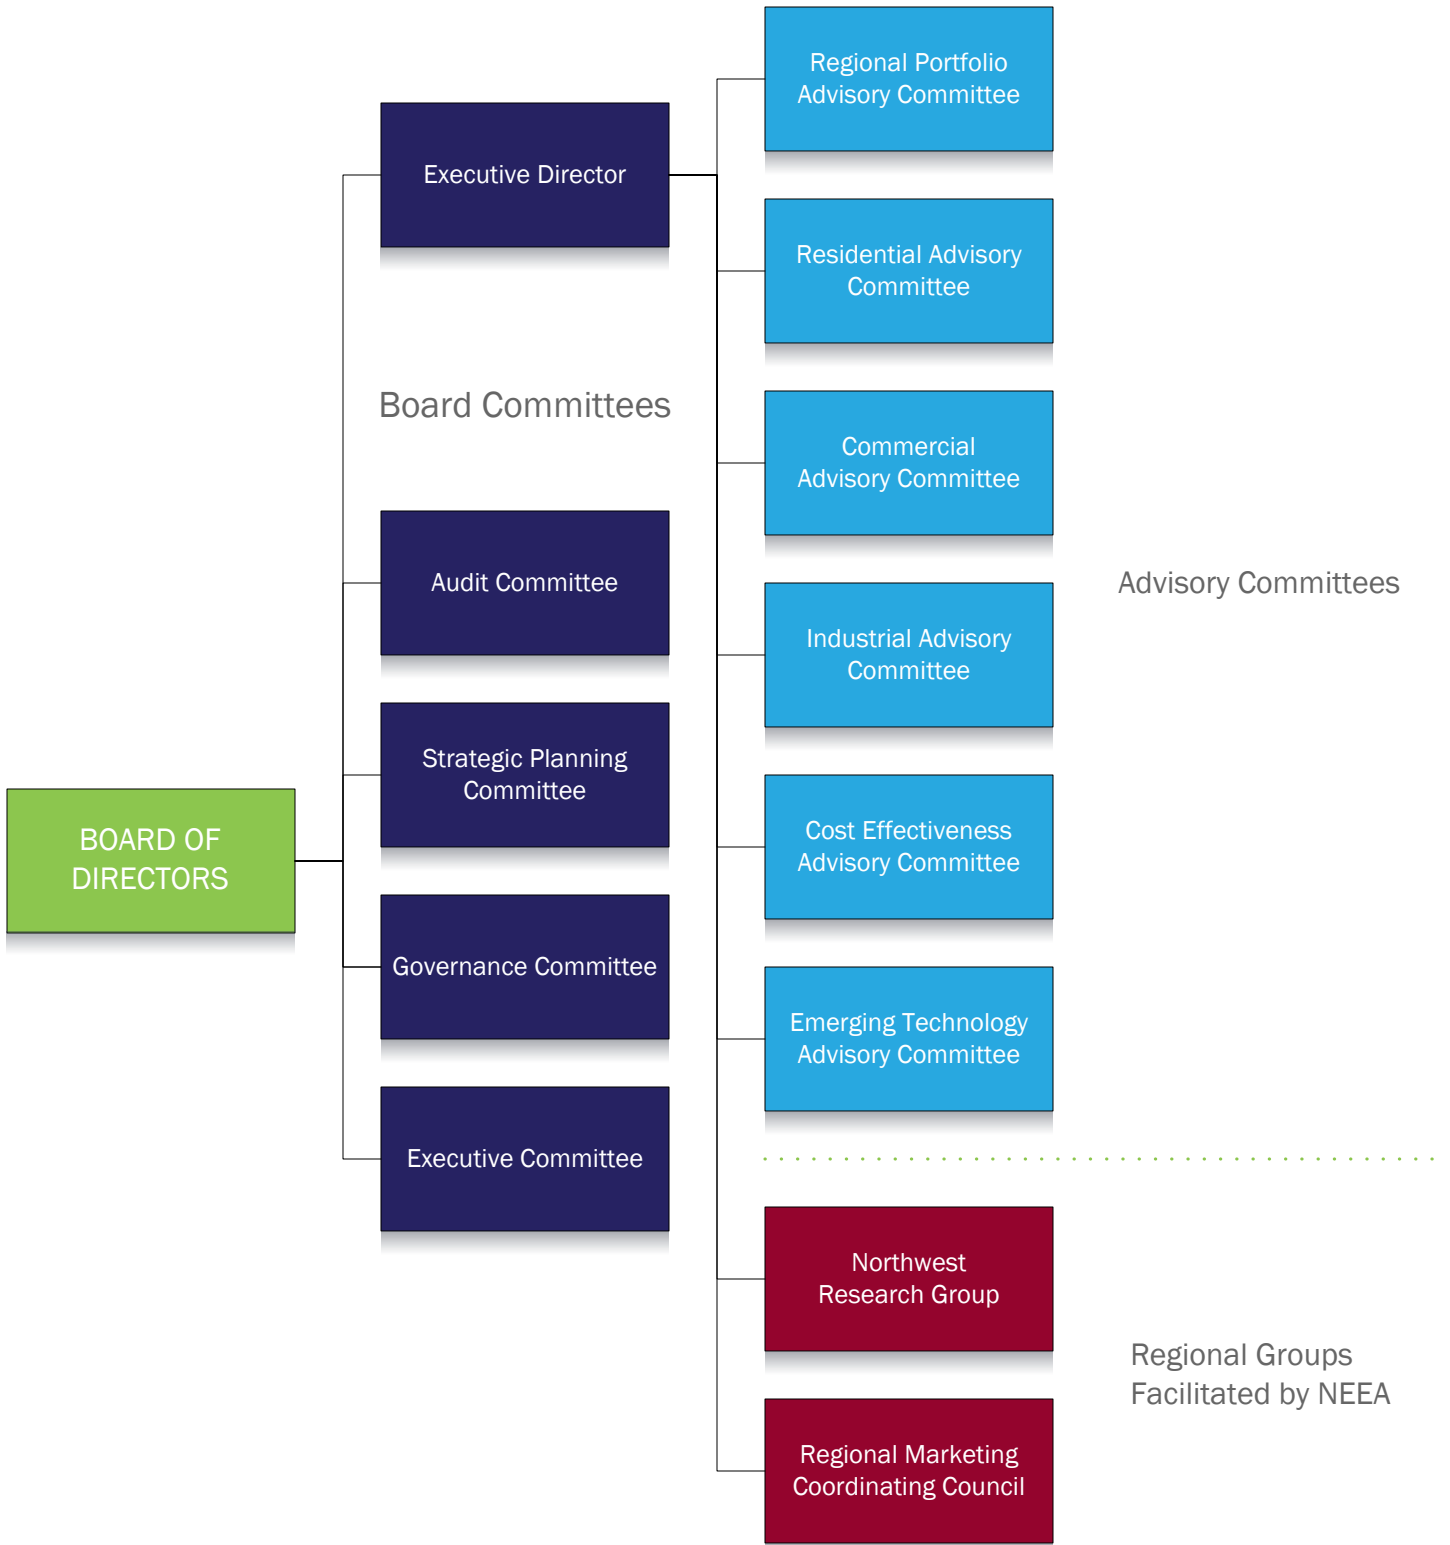 Regional Portfolio
Advisory Committee
Executive Director
Residential Advisory
Committee
Board Committees
Commercial
Advisory Committee
Audit Committee
Advisory Committees
Industrial Advisory
Committee
Strategic Planning
Committee
BOARD OF
DIRECTORS
Cost Effectiveness
Advisory Committee
Governance Committee
Emerging Technology
Advisory Committee
Executive Committee
Northwest
Research Group
Regional Groups
Facilitated by NEEA
Regional Marketing
Coordinating Council